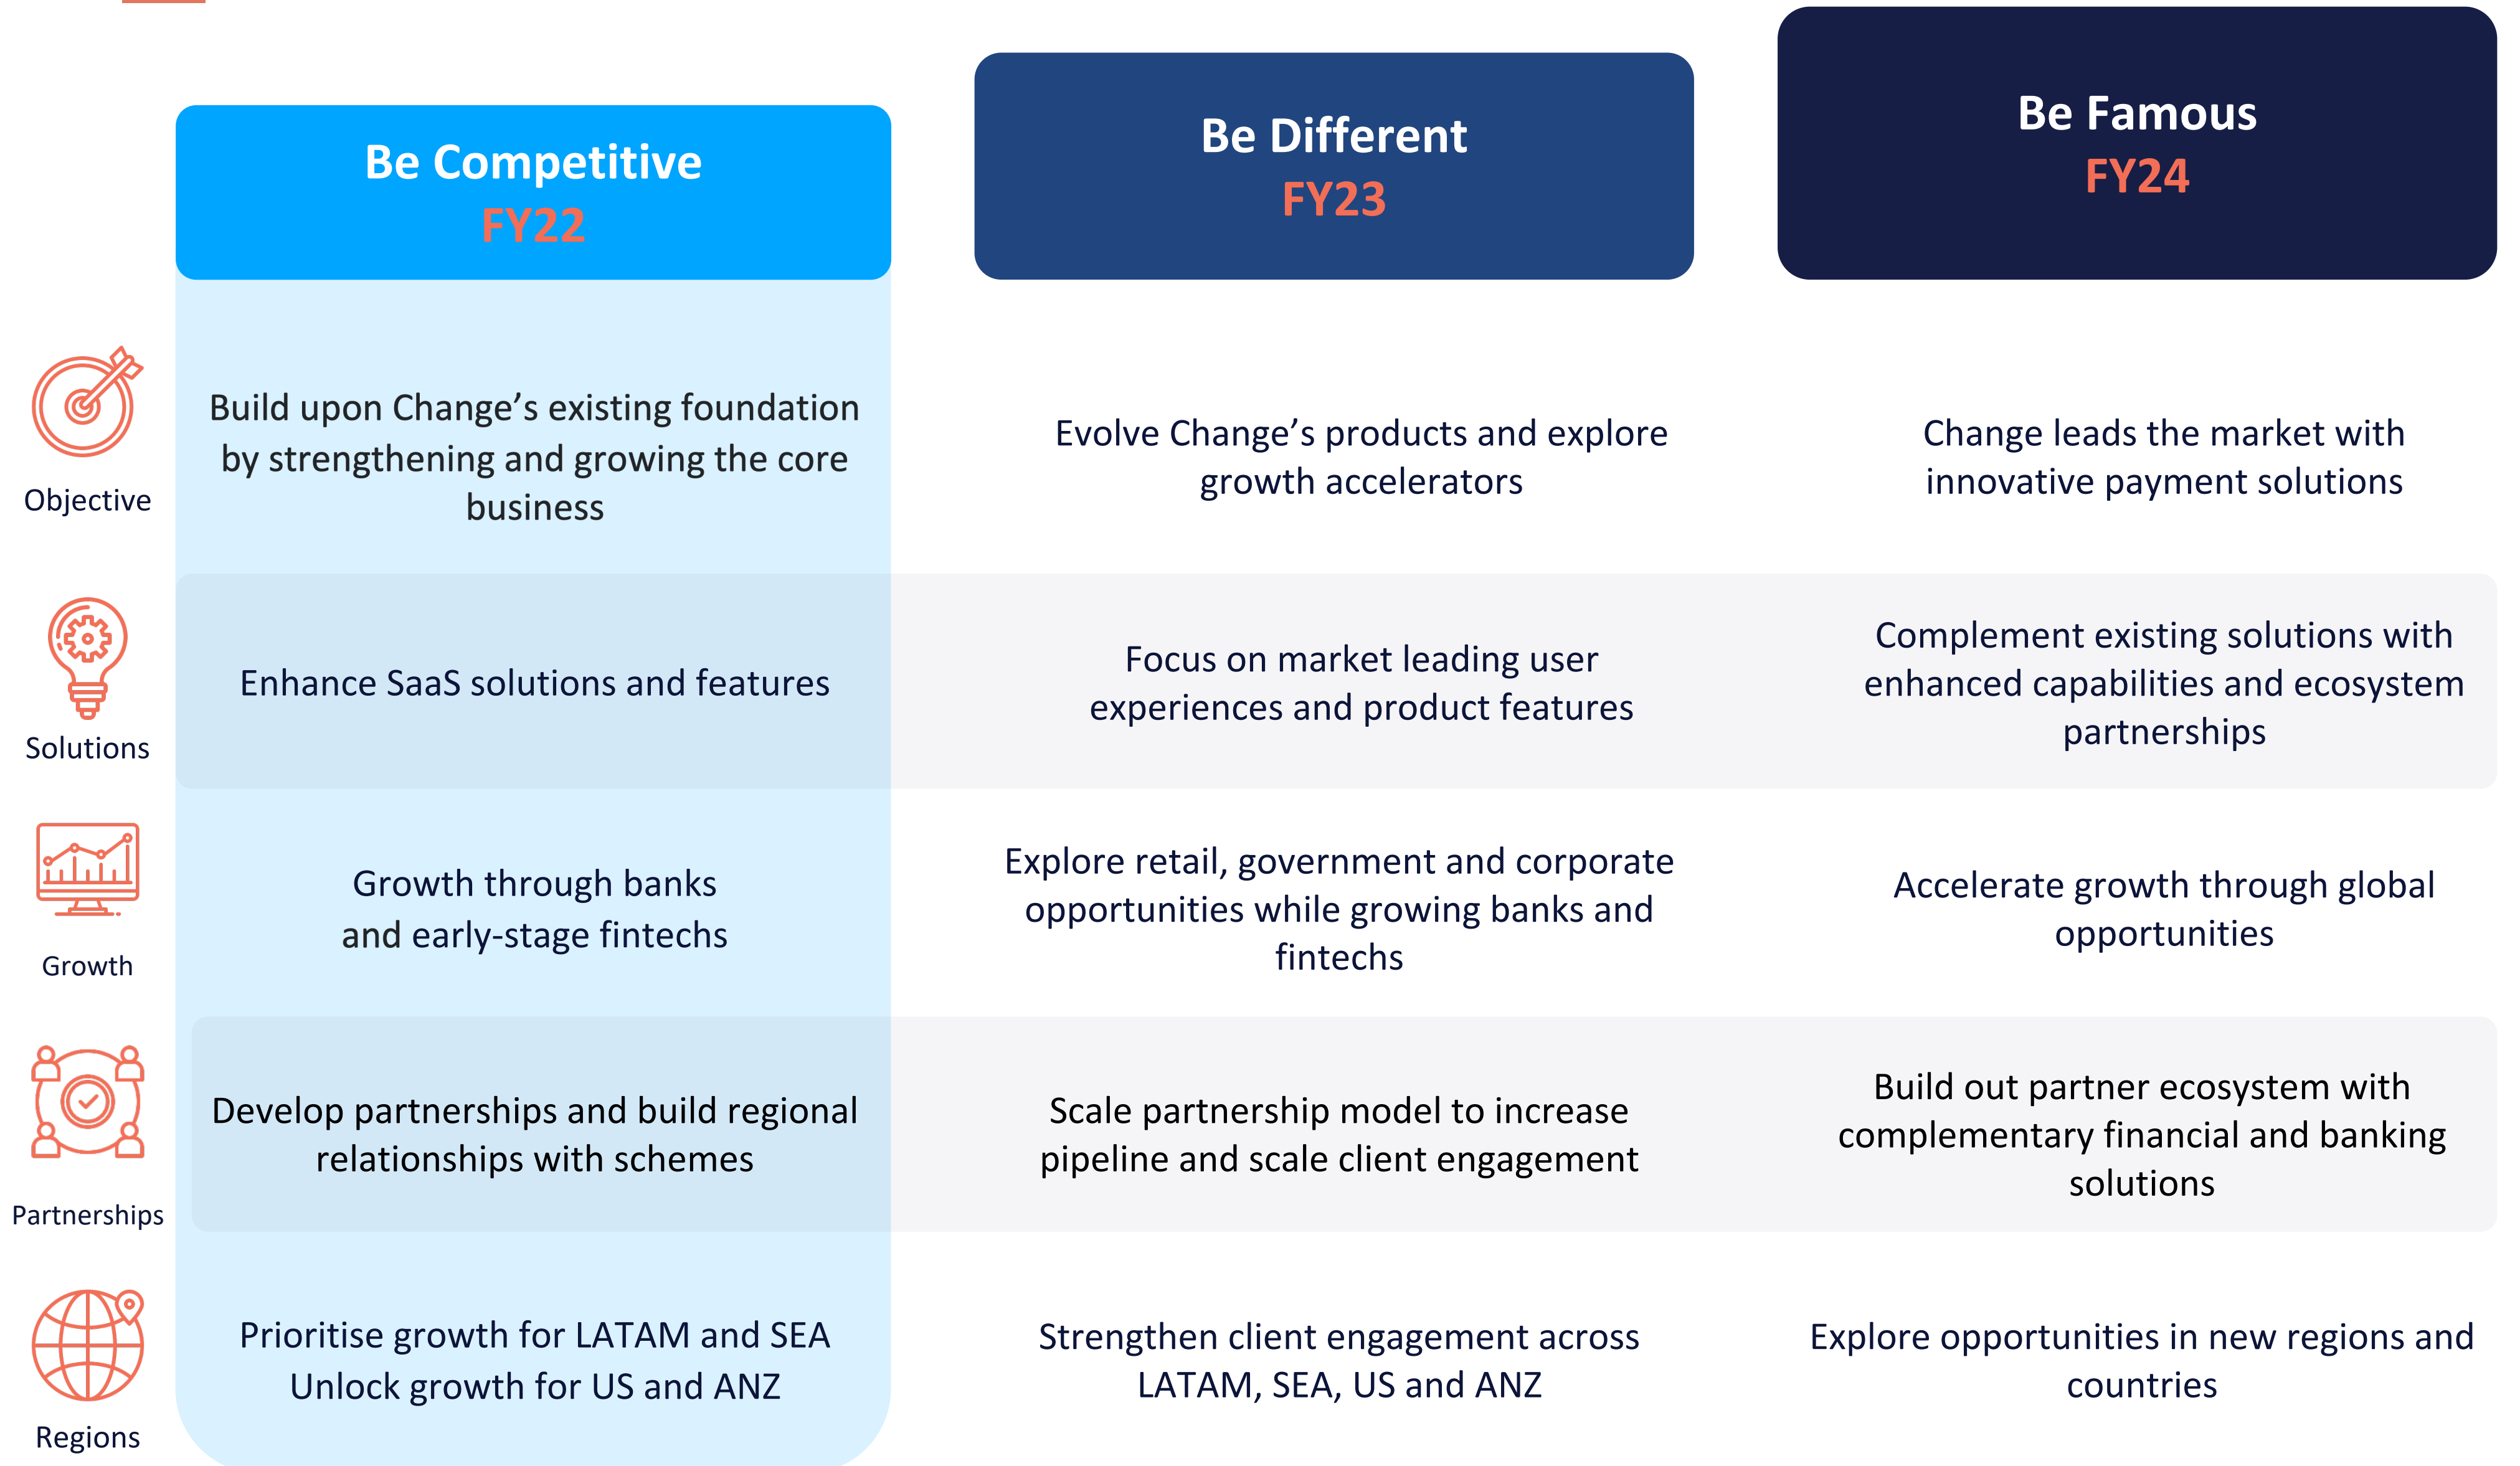 Be Competitive
FY22
Be Different
FY23
Be Famous
FY24
Objective
Build upon Change’s existing foundation
by strengthening and growing the core
business
Evolve Change’s products and explore
growth accelerators
Change leads the market with
innovative payment solutions
Solutions
Enhance SaaS solutions and features
Focus on market leading user
experiences and product features
Complement existing solutions with
enhanced capabilities and ecosystem
partnerships
Growth
Growth through banks
and early-stage fintechs
Explore retail, government and corporate
opportunities while growing banks and
fintechs
Accelerate growth through global
opportunities
Partnerships
Develop partnerships and build regional
relationships with schemes
Scale partnership model to increase
pipeline and scale client engagement
Build out partner ecosystem with
complementary financial and banking
solutions
Regions
Prioritise growth for LATAM and SEA
Unlock growth for US and ANZ
Strengthen client engagement across
LATAM, SEA, US and ANZ
Explore opportunities in new regions and
countries